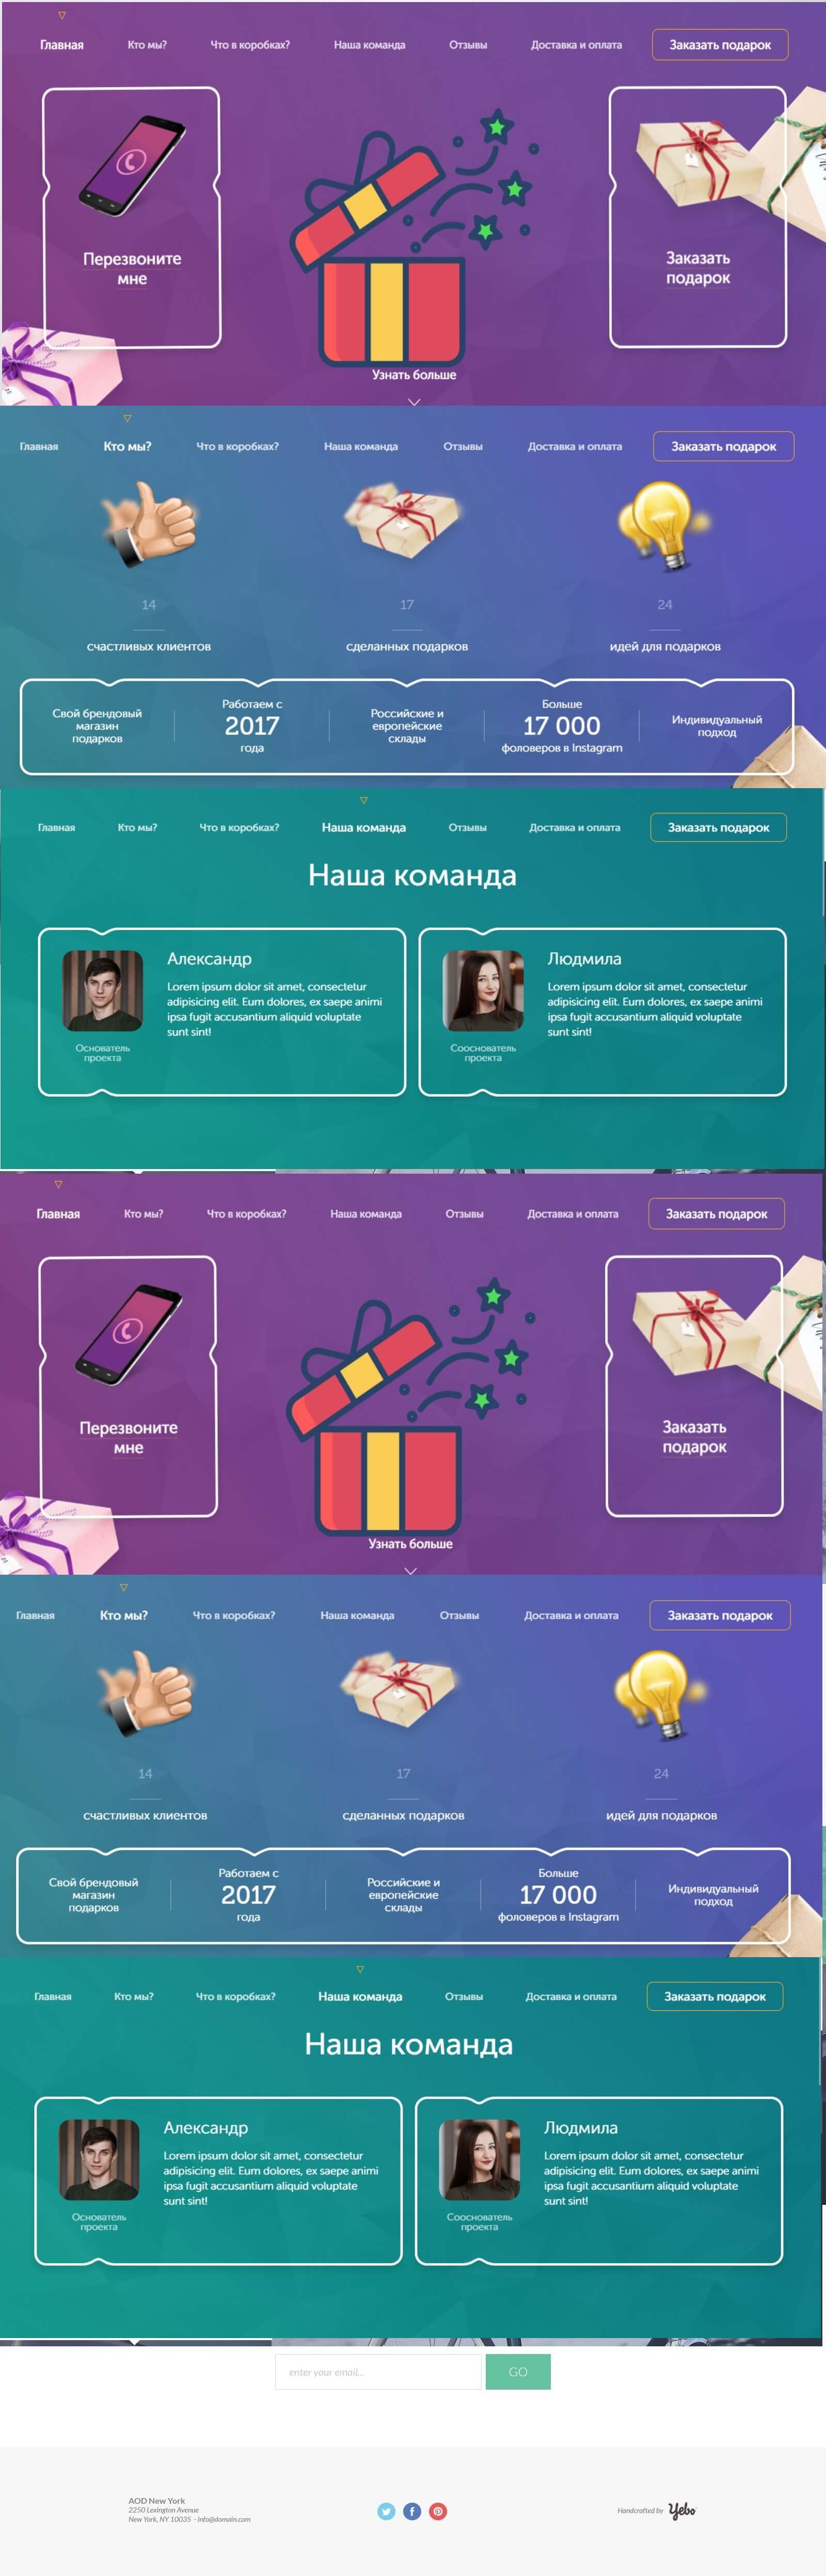 Главная Кто мы? Что в коробках? Наша команда Отзывы Доставка и оплата Заказать подарок
Перезвоните
мне
Заказать
подарок
Узнать больше
Главная Кто мы? Что в коробках? Наша команда Отзывы Доставка и оплата Заказать подарок
14 17 24
счастливых клиентов сделанных подарков идей для подарков
Свой брендовый
магазин
подарков
Работаем с
2017
года
Российские и
европейские
склады
Больше
17 000
фоловеров в Instagram
Индивидуальный
подход
Главная Кто мы? Что в коробках? Наша команда Отзывы Доставка и оплата Заказать подарок
Наша команда
Александр
Lorem ipsum dolor sit amet, consectetur
adipisicing elit. Eum dolores, ex saepe animi
ipsa fugit accusantium aliquid voluptate
sunt sint!
Основатель
проекта
Людмила
Lorem ipsum dolor sit amet, consectetur
adipisicing elit. Eum dolores, ex saepe animi
ipsa fugit accusantium aliquid voluptate
sunt sint!
Сооснователь
проекта
Главная Кто мы? Что в коробках? Наша команда Отзывы Доставка и оплата Заказать подарок
Перезвоните
мне
Заказать
подарок
Узнать больше
Главная Кто мы? Что в коробках? Наша команда Отзывы Доставка и оплата Заказать подарок
14 17 24
счастливых клиентов сделанных подарков идей для подарков
Свой брендовый
магазин
подарков
Работаем с
2017
года
Российские и
европейские
склады
Больше
17 000
фоловеров в Instagram
Индивидуальный
подход
Главная Кто мы? Что в коробках? Наша команда Отзывы Доставка и оплата Заказать подарок
Наша команда
Александр
Lorem ipsum dolor sit amet, consectetur
adipisicing elit. Eum dolores, ex saepe animi
ipsa fugit accusantium aliquid voluptate
sunt sint!
Основатель
проекта
Людмила
Lorem ipsum dolor sit amet, consectetur
adipisicing elit. Eum dolores, ex saepe animi
ipsa fugit accusantium aliquid voluptate
sunt sint!
Сооснователь
проекта
enter your email... GO
AOD New York
2250 Lexington Avenue
New York, NY 10035 - info@domain.com
Handcrafted by Yebo